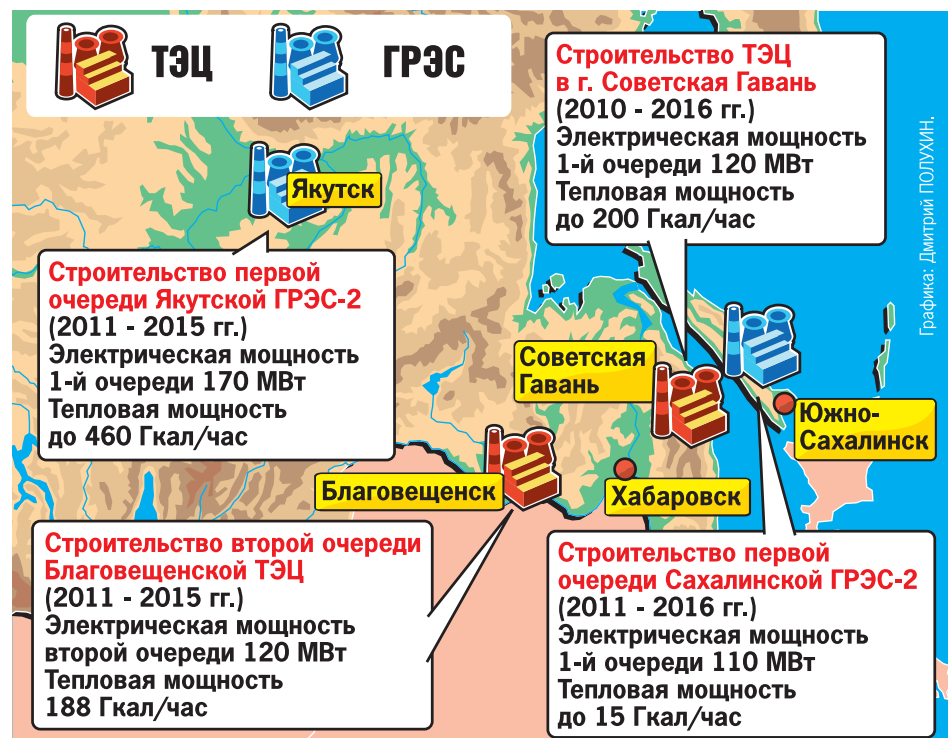 ТЭЦ
ГРЭС
Строительство ТЭЦ
в г. Советская Гавань
(2010 - 2016 гг.)
Электрическая мощность
1-й очереди 120 МВт
Тепловая мощность
до 200 Гкал/час
Графика: Дмитрий ПОЛУХИН.
Якутск
Строительство первой
очереди Якутской ГРЭС-2
(2011 - 2015 гг.)
Электрическая мощность
1-й очереди 170 МВт
Тепловая мощность
до 460 Гкал/час
Советская
Гавань
Южно-
Сахалинск
Благовещенск
Хабаровск
Строительство второй очереди
Благовещенской ТЭЦ
(2011 - 2015 гг.)
Электрическая мощность
второй очереди 120 МВт
Тепловая мощность
188 Гкал/час
Строительство первой
очереди Сахалинской ГРЭС-2
(2011 - 2016 гг.)
Электрическая мощность
1-й очереди 110 МВт
Тепловая мощность
до 15 Гкал/час